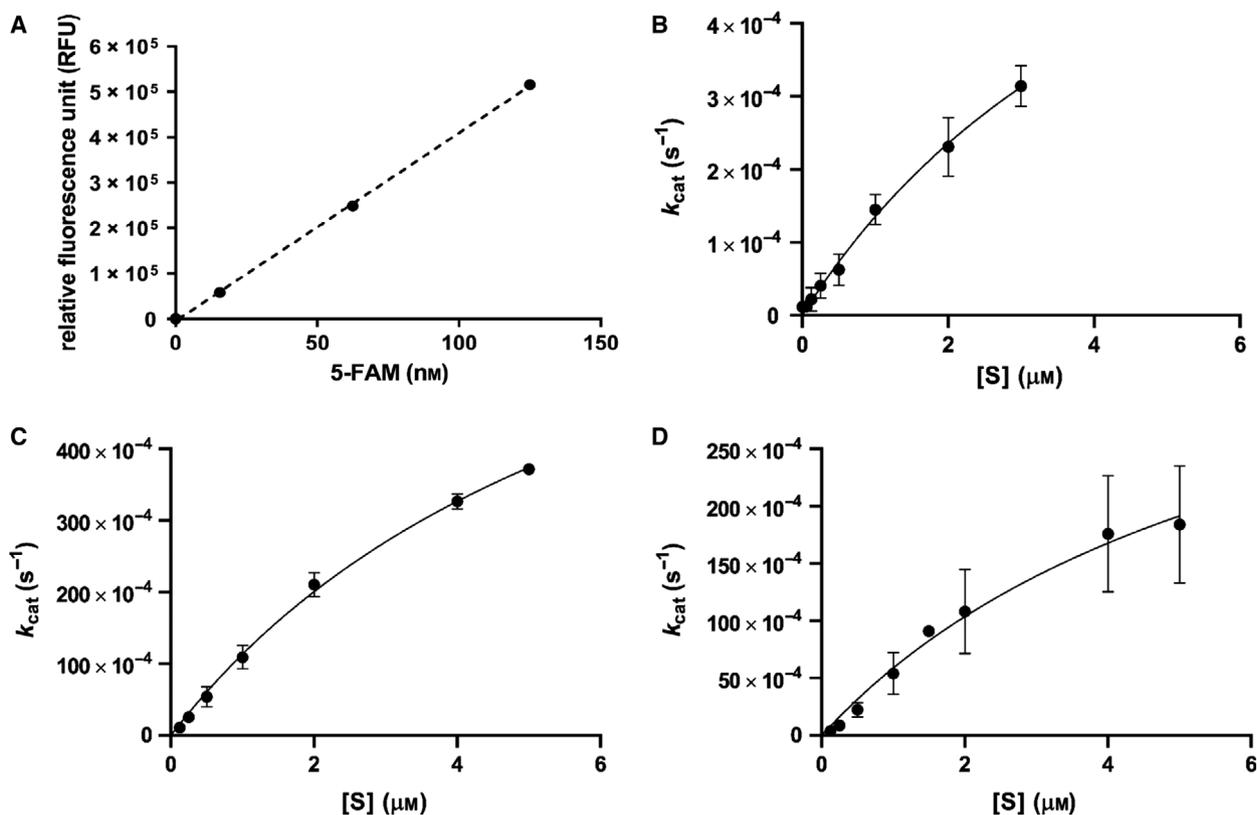 A
relative fluorescence unit (RFU)
6 × 10⁵
5 × 10⁵
4 × 10⁵
3 × 10⁵
2 × 10⁵
1 × 10⁵
0
0 50 100 150
5-FAM (nM)
B
k_cat (s⁻¹)
4 × 10⁻⁴
3 × 10⁻⁴
2 × 10⁻⁴
1 × 10⁻⁴
0
0 2 4 6
[S] (μM)
C
k_cat (s⁻¹)
400 × 10⁻⁴
300 × 10⁻⁴
200 × 10⁻⁴
100 × 10⁻⁴
0
0 2 4 6
[S] (μM)
D
k_cat (s⁻¹)
250 × 10⁻⁴
200 × 10⁻⁴
150 × 10⁻⁴
100 × 10⁻⁴
50 × 10⁻⁴
0
0 2 4 6
[S] (μM)